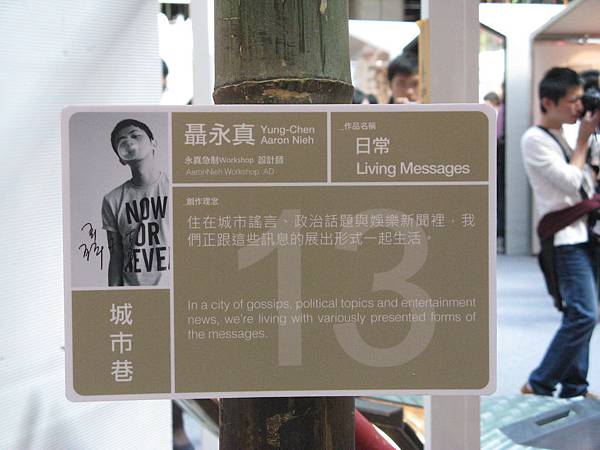 聶永真 Yung-Chen
Aaron Nieh
永真急制Workshop 設計師
AaronNieh Workshop AD
_作品名稱
日常
Living Messages
NOW
OR
NEVER
_創作理念
住在城市謠言、政治話題與娛樂新聞裡，我
們正跟這些訊息的展出形式一起生活。
13
In a city of gossips, political topics and entertainment
news, we're living with variously presented forms of
the messages.
城市巷